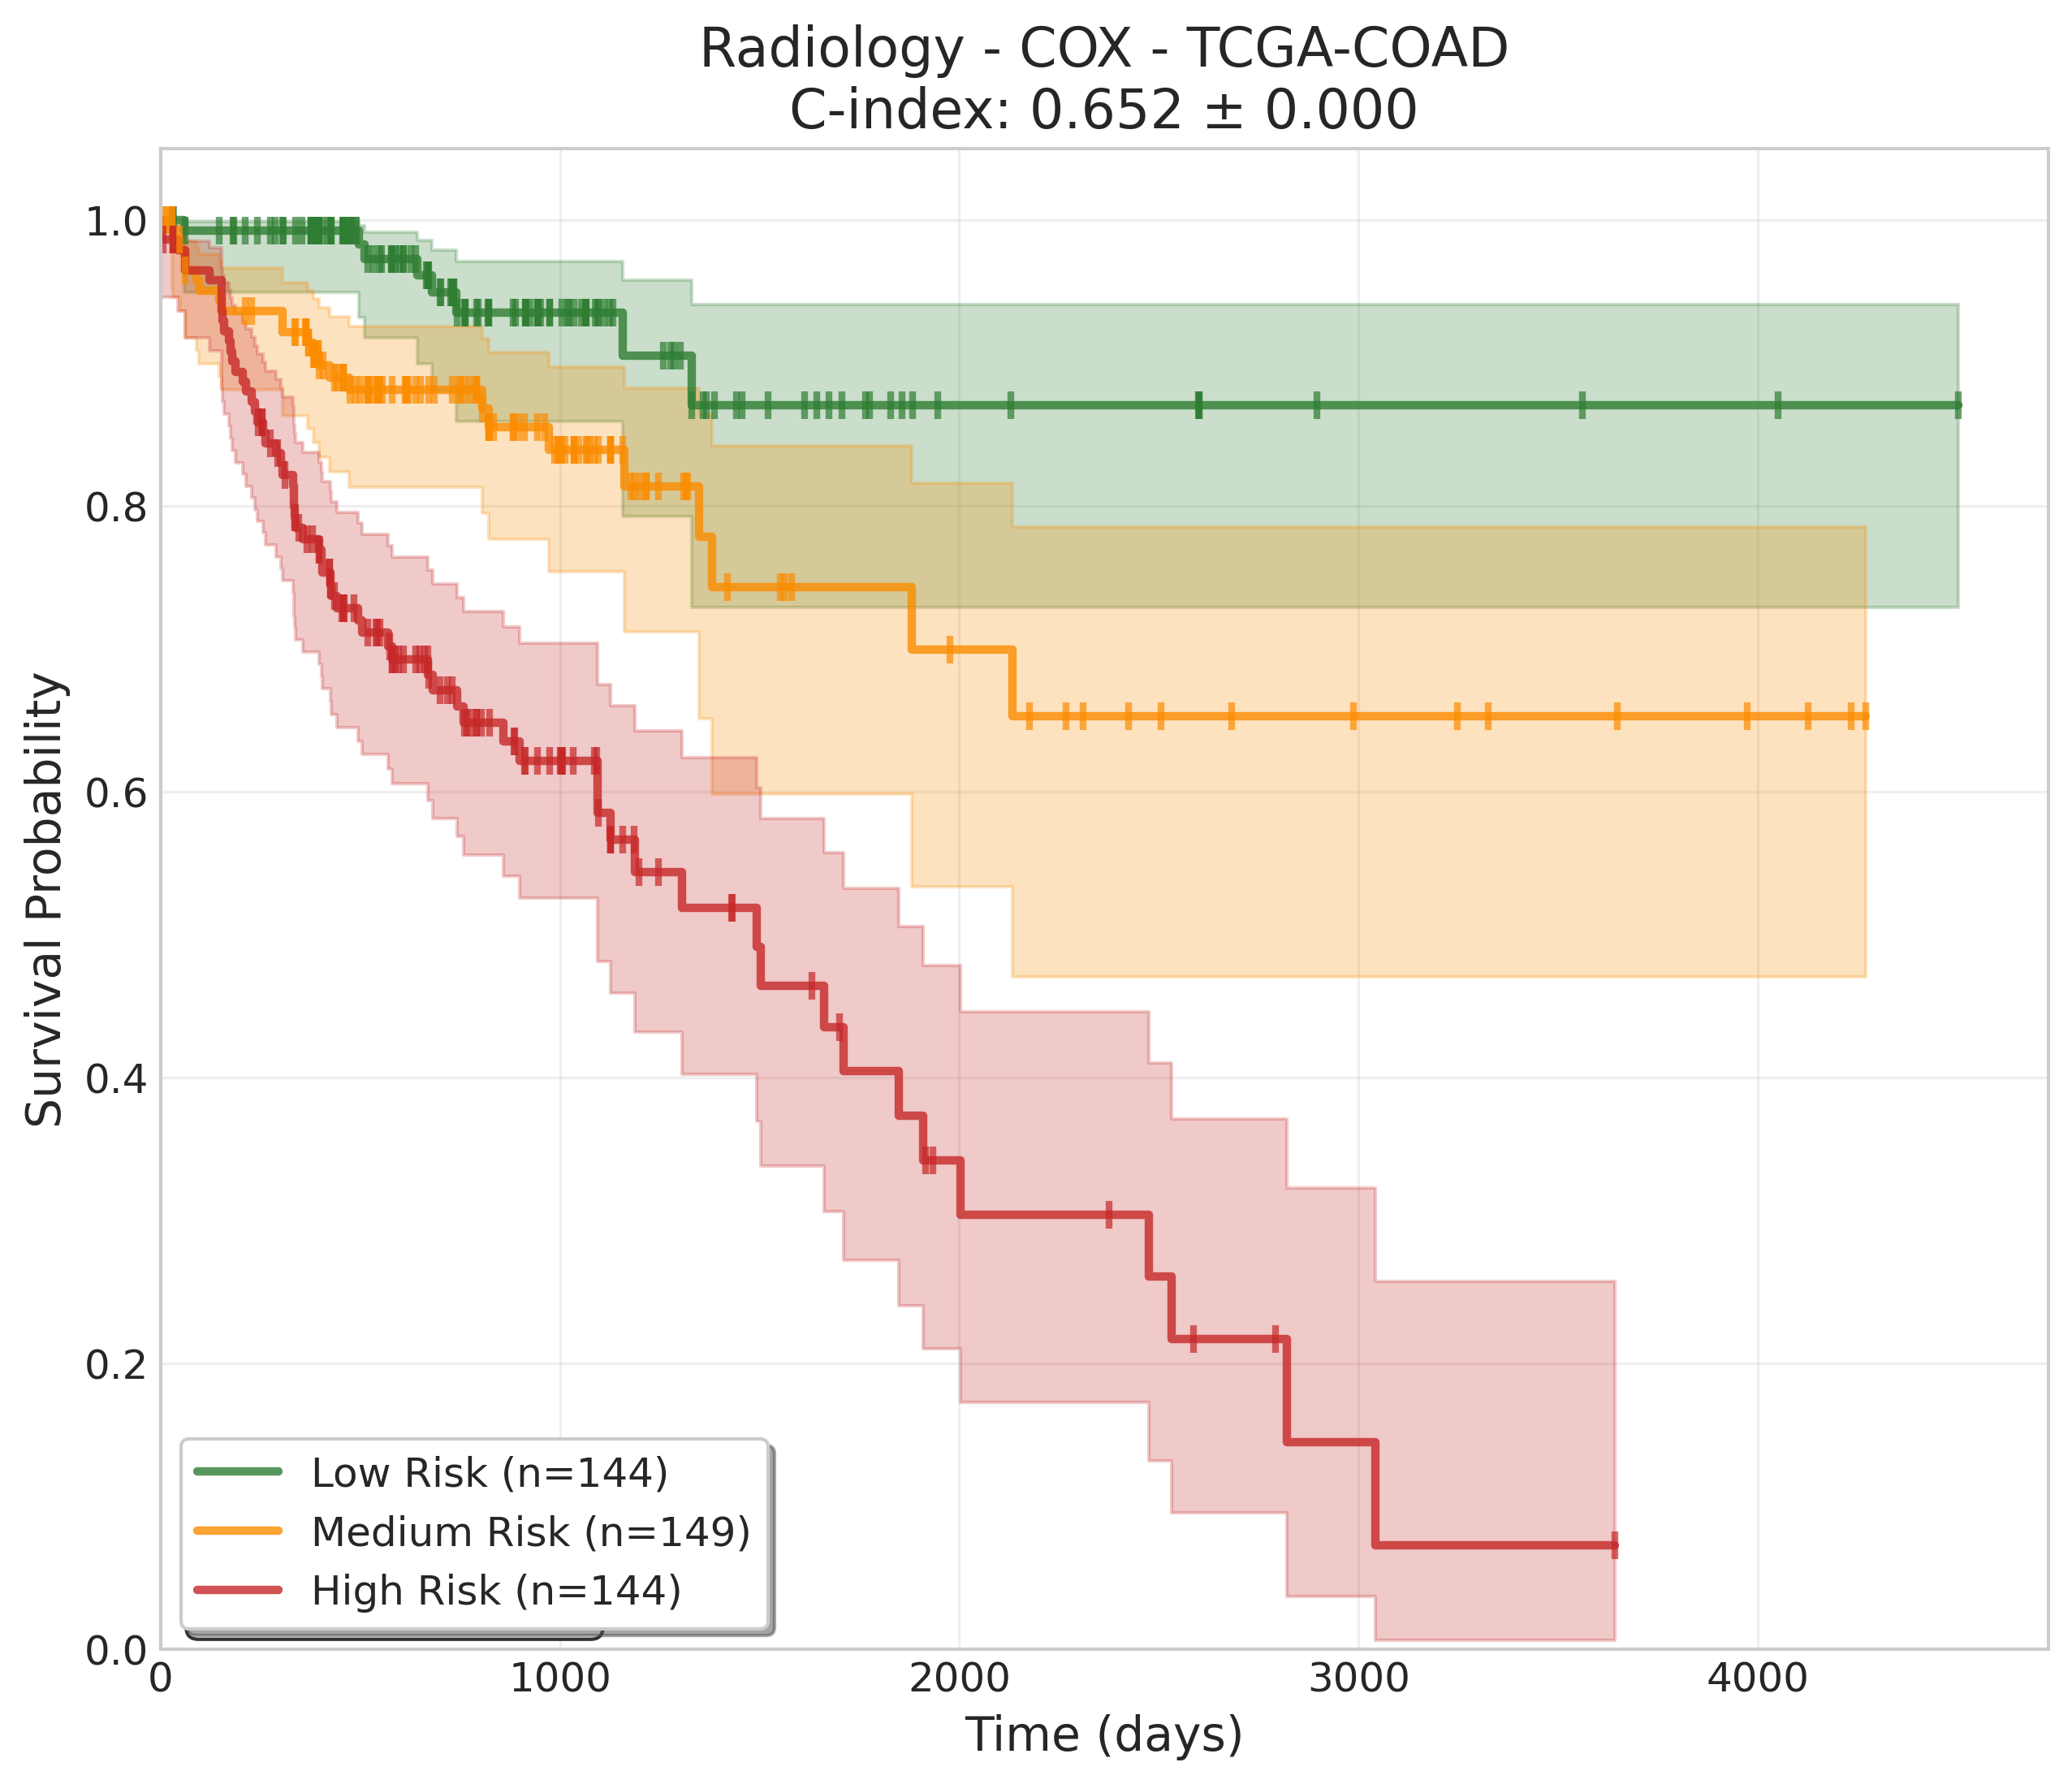 Radiology - COX - TCGA-COAD
C-index: 0.652 ± 0.000
Survival Probability
1.0
0.8
0.6
0.4
0.2
0.0
Low Risk (n=144)
Medium Risk (n=149)
High Risk (n=144)
0
1000
2000
3000
4000
Time (days)